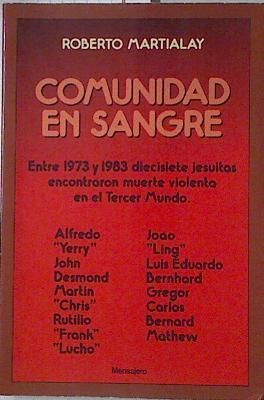 ROBERTO MARTIALAY
COMUNIDAD
EN SANGRE
Entre 1973 y 1983 diecisiete jesuitas
encontraron muerte violenta
en el Tercer Mundo.
Alfredo
"Yerry"
John
Desmond
Martin
"Chris"
Rutilio
"Frank"
"Lucho"
Joao
"Ling"
Luis Eduardo
Bernhard
Gregor
Carlos
Bernard
Mathew
Mensajero